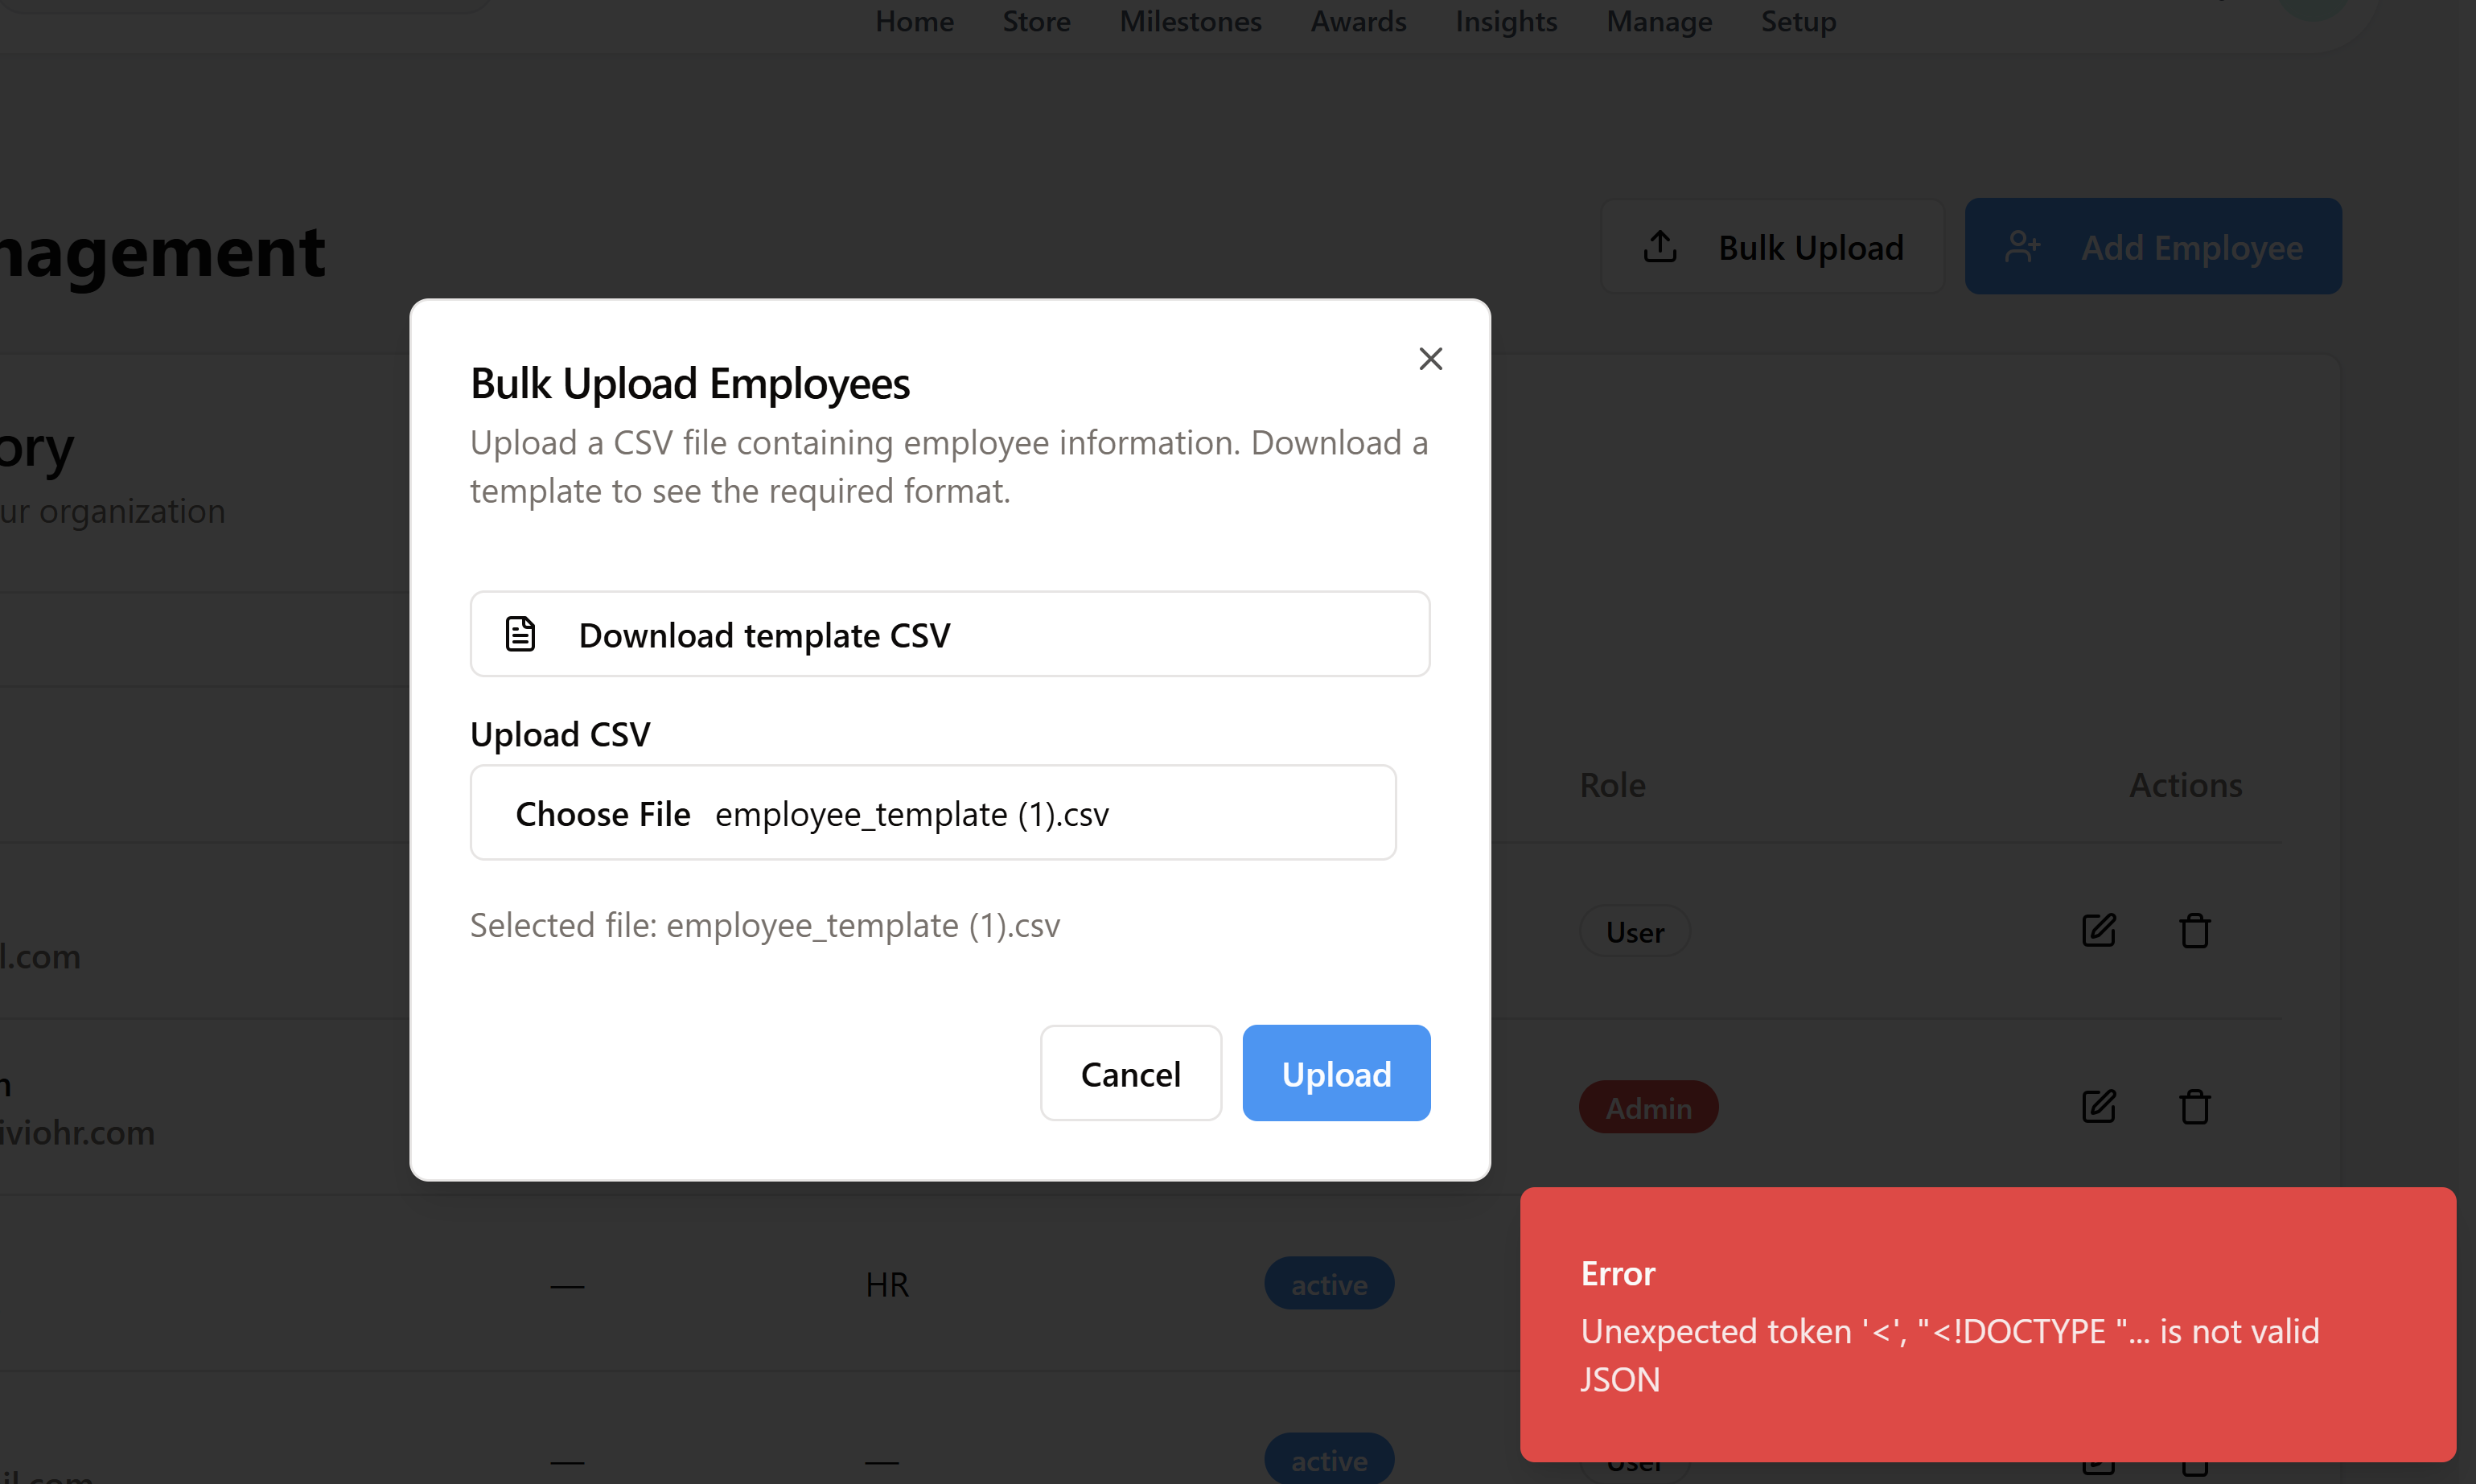 Home Store Milestones Awards Insights Manage Setup
nagement
Bulk Upload
Add Employee
Bulk Upload Employees
Upload a CSV file containing employee information. Download a
template to see the required format.
ory
ur organization
Download template CSV
Upload CSV
Choose File employee_template (1).csv
Role
Actions
Selected file: employee_template (1).csv
User
l.com
Cancel
Upload
n
iviohr.com
Admin
—
HR
active
Error
Unexpected token '<', "<!DOCTYPE "... is not valid
JSON
il.com
—
—
active
User